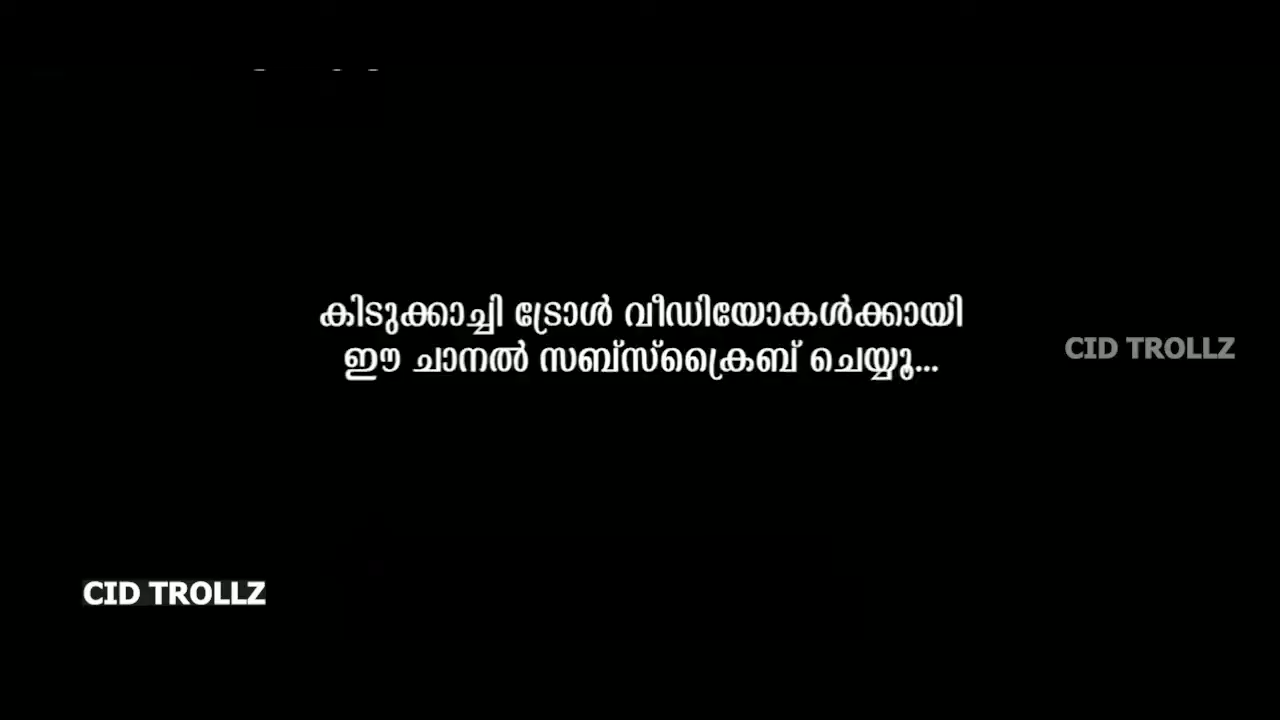 കിടുക്കാച്ചി ട്രോൾ വീഡിയോകൾക്കായി
ഈ ചാനൽ സബ്സ്ക്രൈബ് ചെയ്യൂ...
CID TROLLZ
CID TROLLZ